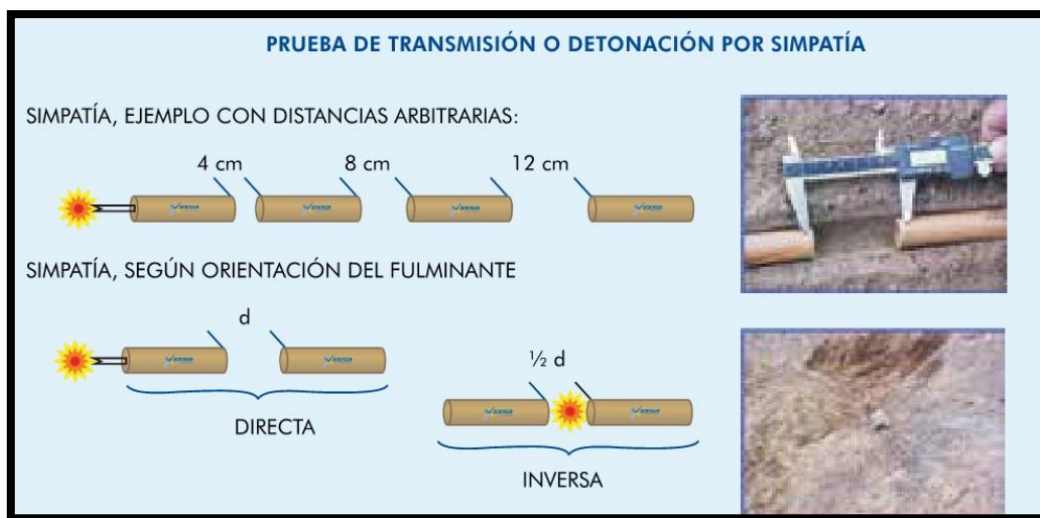 PRUEBA DE TRANSMISIÓN O DETONACIÓN POR SIMPATÍA
SIMPATÍA, EJEMPLO CON DISTANCIAS ARBITRARIAS:
4 cm 8 cm 12 cm
SIMPATÍA, SEGÚN ORIENTACIÓN DEL FULMINANTE
d
½ d
DIRECTA
INVERSA